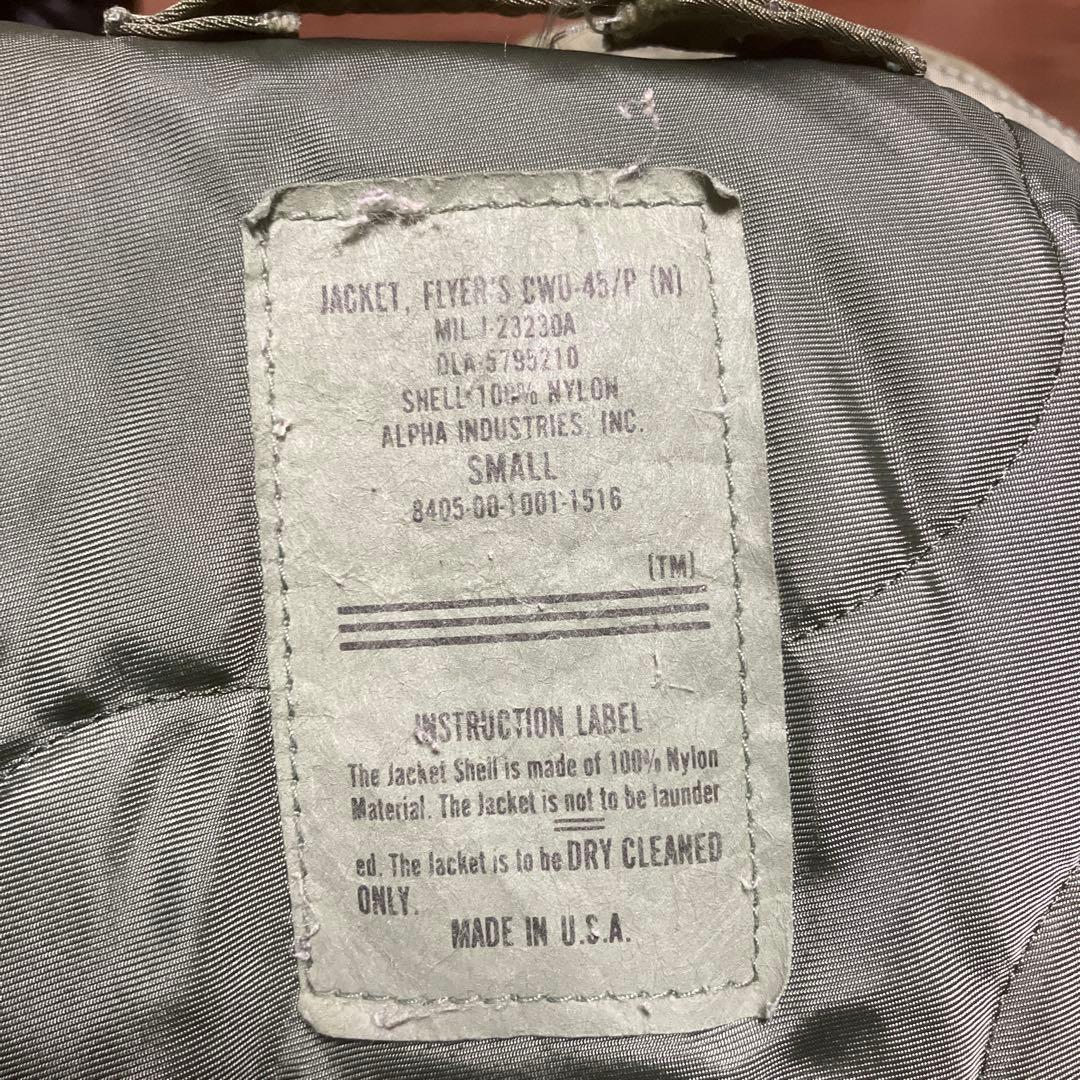 JACKET, FLYER'S CWU-45/P (N)
MIL J-23230A
DLA-5795210
SHELL-100% NYLON
ALPHA INDUSTRIES, INC.
SMALL
8405-00-1001-1516
(TM)
INSTRUCTION LABEL
The Jacket Shell is made of 100% Nylon
Material. The Jacket is not to be launder
ed. The Jacket is to be DRY CLEANED
ONLY.
MADE IN U.S.A.